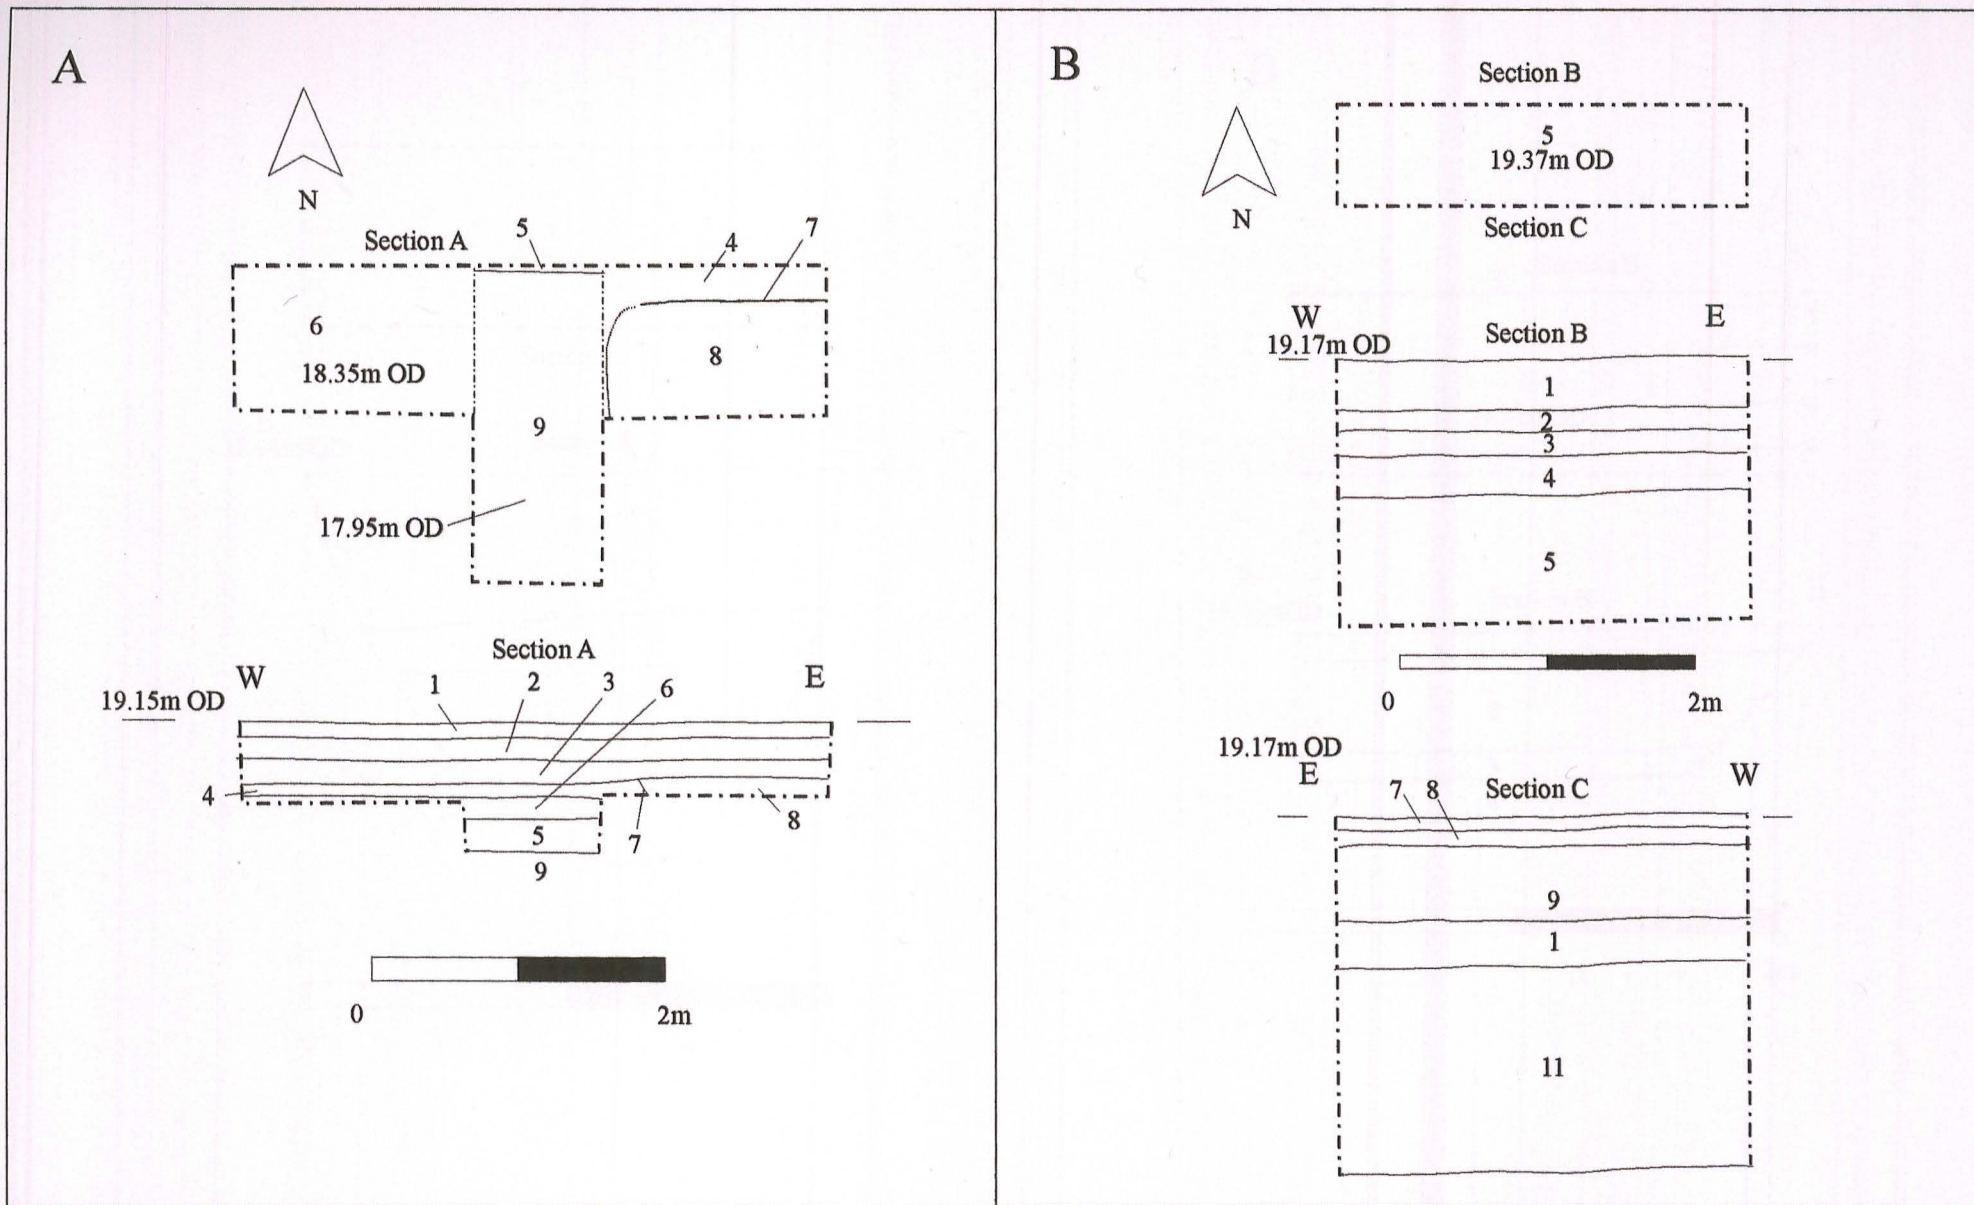 A
N
Section A
5
4
7
6
18.35m OD
8
9
17.95m OD
Section A
W
E
19.15m OD
1
2
3
6
4
5
7
8
9
0
2m
B
Section B
5
19.37m OD
N
Section C
W
E
19.17m OD
Section B
1
2
3
4
5
0
2m
19.17m OD
E
W
7
8
Section C
9
1
11